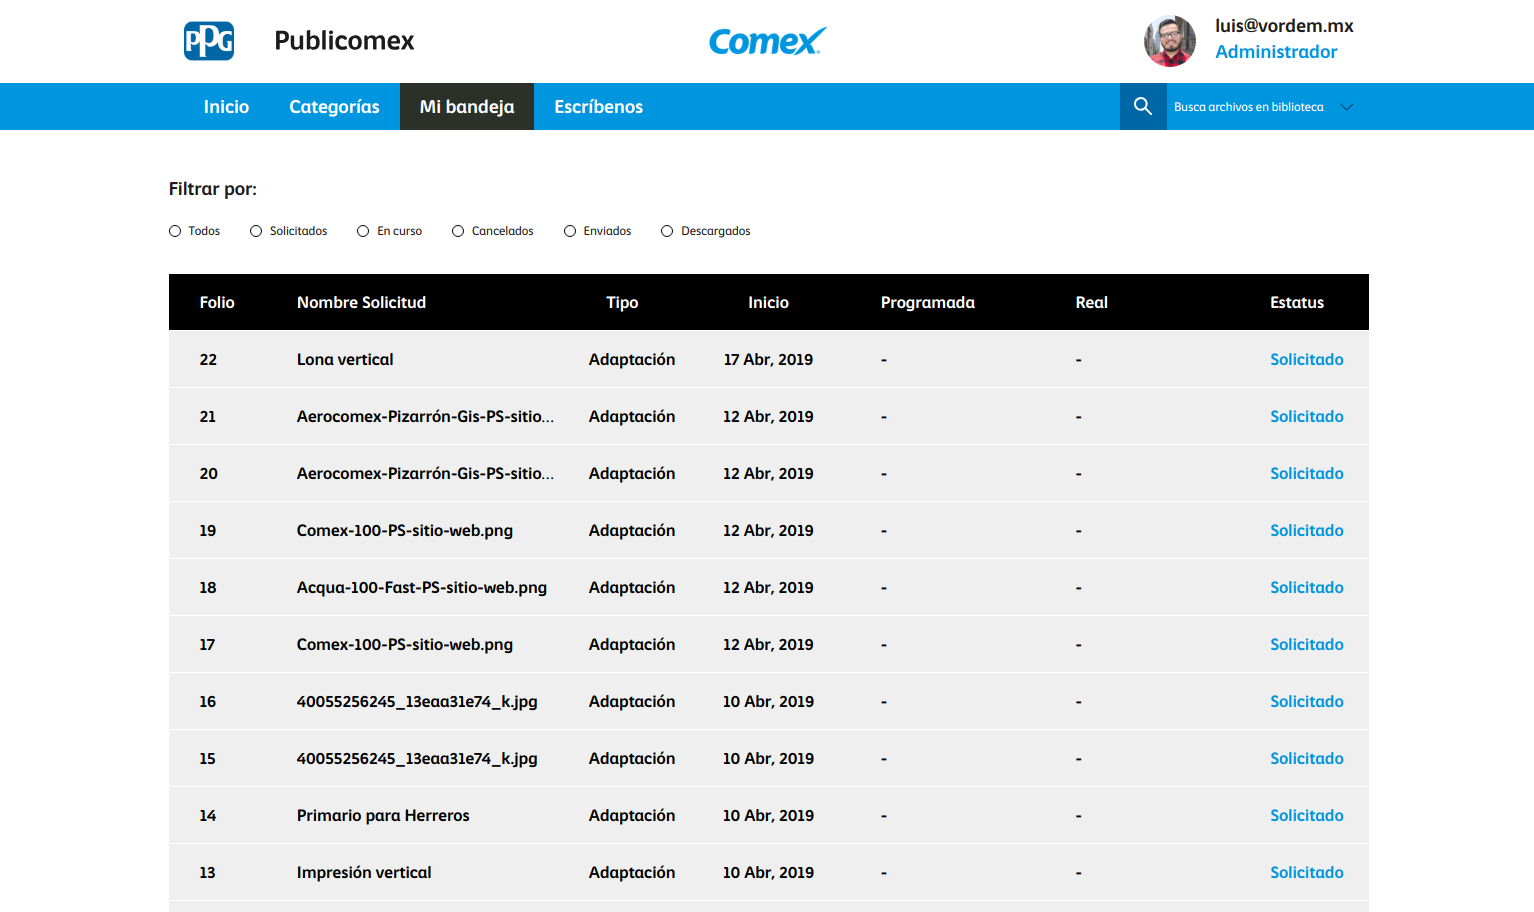 PPG Publicomex Comex luis@vordem.mx
Administrador
Inicio Categorías Mi bandeja Escríbenos Busca archivos en biblioteca
Filtrar por:
Todos Solicitados En curso Cancelados Enviados Descargados
Folio Nombre Solicitud Tipo Inicio Programada Real Estatus
22 Lona vertical Adaptación 17 Abr, 2019 - - Solicitado
21 Aerocomex-Pizarrón-Gis-PS-sitio... Adaptación 12 Abr, 2019 - - Solicitado
20 Aerocomex-Pizarrón-Gis-PS-sitio... Adaptación 12 Abr, 2019 - - Solicitado
19 Comex-100-PS-sitio-web.png Adaptación 12 Abr, 2019 - - Solicitado
18 Acqua-100-Fast-PS-sitio-web.png Adaptación 12 Abr, 2019 - - Solicitado
17 Comex-100-PS-sitio-web.png Adaptación 12 Abr, 2019 - - Solicitado
16 40055256245_13eaa31e74_k.jpg Adaptación 10 Abr, 2019 - - Solicitado
15 40055256245_13eaa31e74_k.jpg Adaptación 10 Abr, 2019 - - Solicitado
14 Primario para Herreros Adaptación 10 Abr, 2019 - - Solicitado
13 Impresión vertical Adaptación 10 Abr, 2019 - - Solicitado